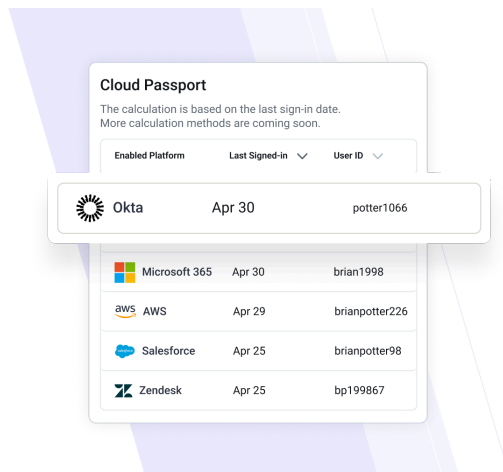 Cloud Passport
The calculation is based on the last sign-in date.
More calculation methods are coming soon.
Enabled Platform Last Signed-in User ID
Okta Apr 30 potter1066
Microsoft 365 Apr 30 brian1998
aws AWS Apr 29 brianpotter226
salesforce Salesforce Apr 25 brianpotter98
Zendesk Apr 25 bp199867